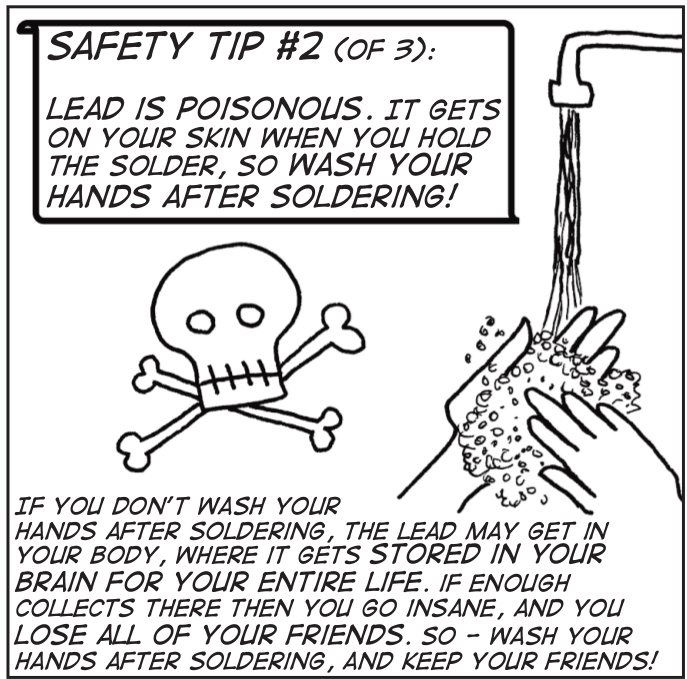 SAFETY TIP #2 (OF 3):
LEAD IS POISONOUS. IT GETS
ON YOUR SKIN WHEN YOU HOLD
THE SOLDER, SO WASH YOUR
HANDS AFTER SOLDERING!
IF YOU DON'T WASH YOUR
HANDS AFTER SOLDERING, THE LEAD MAY GET IN
YOUR BODY, WHERE IT GETS STORED IN YOUR
BRAIN FOR YOUR ENTIRE LIFE. IF ENOUGH
COLLECTS THERE THEN YOU GO INSANE, AND YOU
LOSE ALL OF YOUR FRIENDS. SO - WASH YOUR
HANDS AFTER SOLDERING, AND KEEP YOUR FRIENDS!